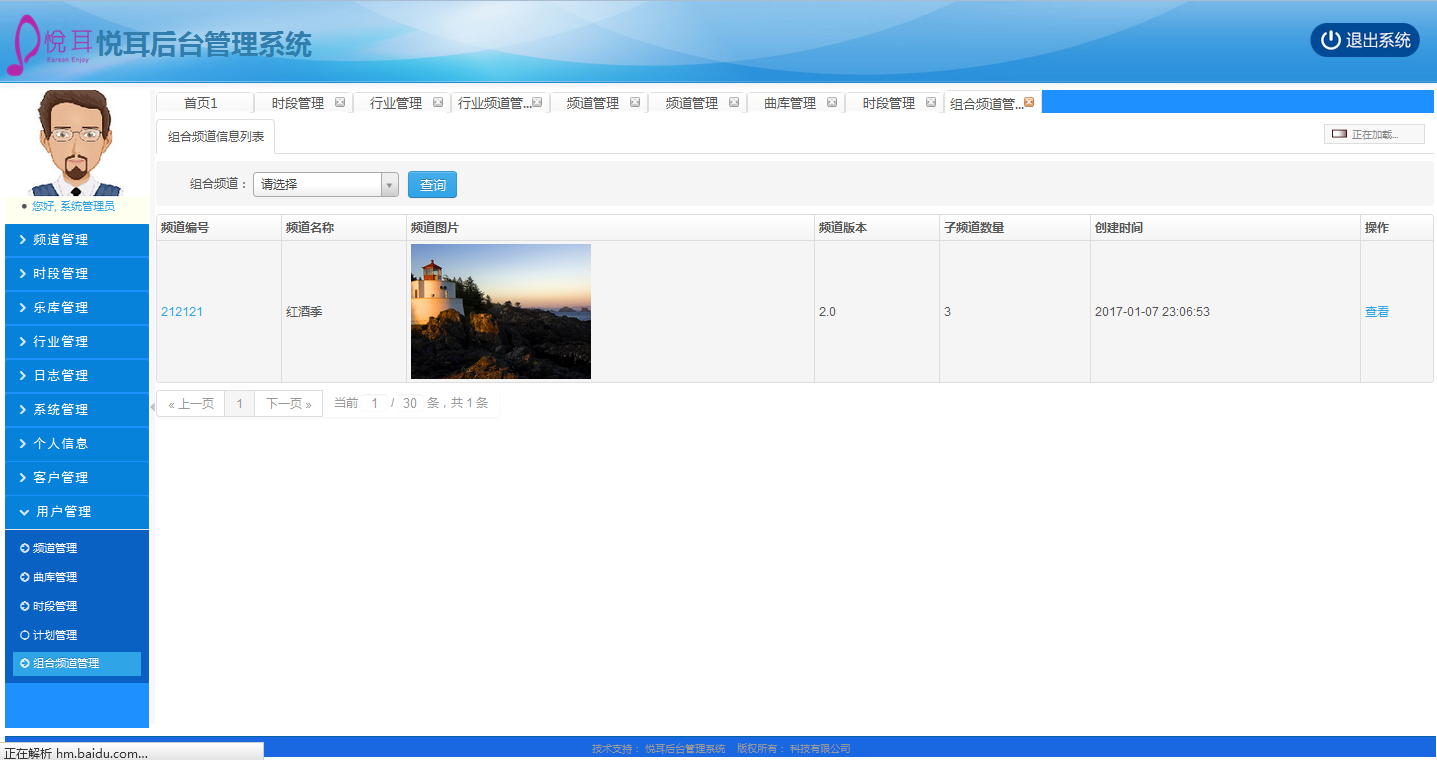 悦耳 悦耳后台管理系统
Earson Enjoy
退出系统
首页1 时段管理 行业管理 行业频道管... 频道管理 频道管理 曲库管理 时段管理 组合频道管...
组合频道信息列表
正在加载...
组合频道： 请选择 查询
您好, 系统管理员
频道管理
时段管理
乐库管理
行业管理
日志管理
系统管理
个人信息
客户管理
用户管理
频道管理
曲库管理
时段管理
计划管理
组合频道管理
频道编号 频道名称 频道图片 频道版本 子频道数量 创建时间 操作
212121 红酒季 2.0 3 2017-01-07 23:06:53 查看
« 上一页 1 下一页 » 当前 1 / 30 条，共 1 条
技术支持： 悦耳后台管理系统 版权所有： 科技有限公司
正在解析 hm.baidu.com...